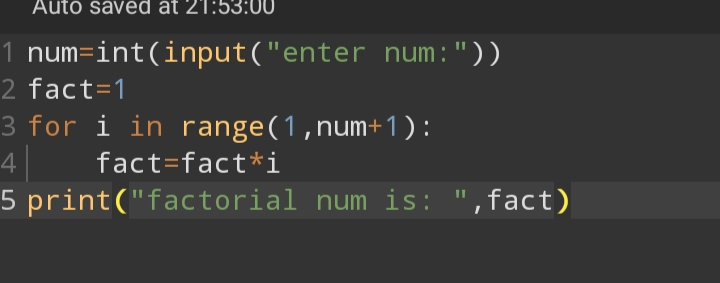 Auto saved at 21:53:00
1 num=int(input("enter num:"))
2 fact=1
3 for i in range(1,num+1):
4     fact=fact*i
5 print("factorial num is: ",fact)